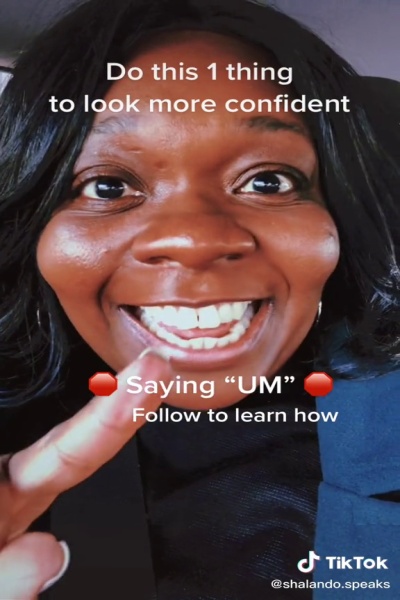 Do this 1 thing
to look more confident
🛑 Saying “UM” 🛑
Follow to learn how
TikTok
@shalando.speaks